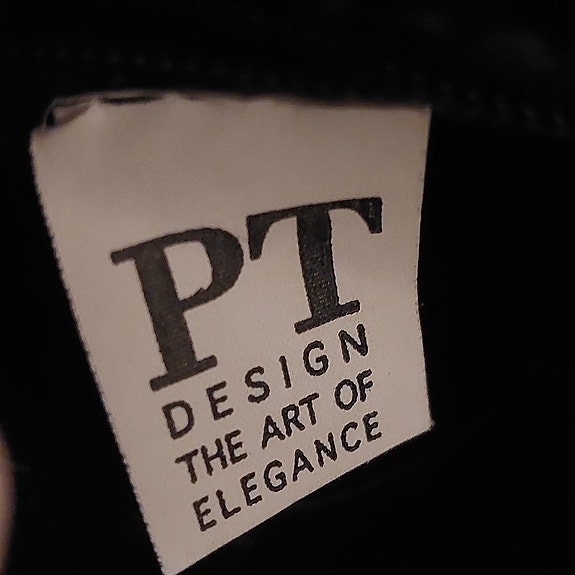 PT
DESIGN
THE ART OF
ELEGANCE